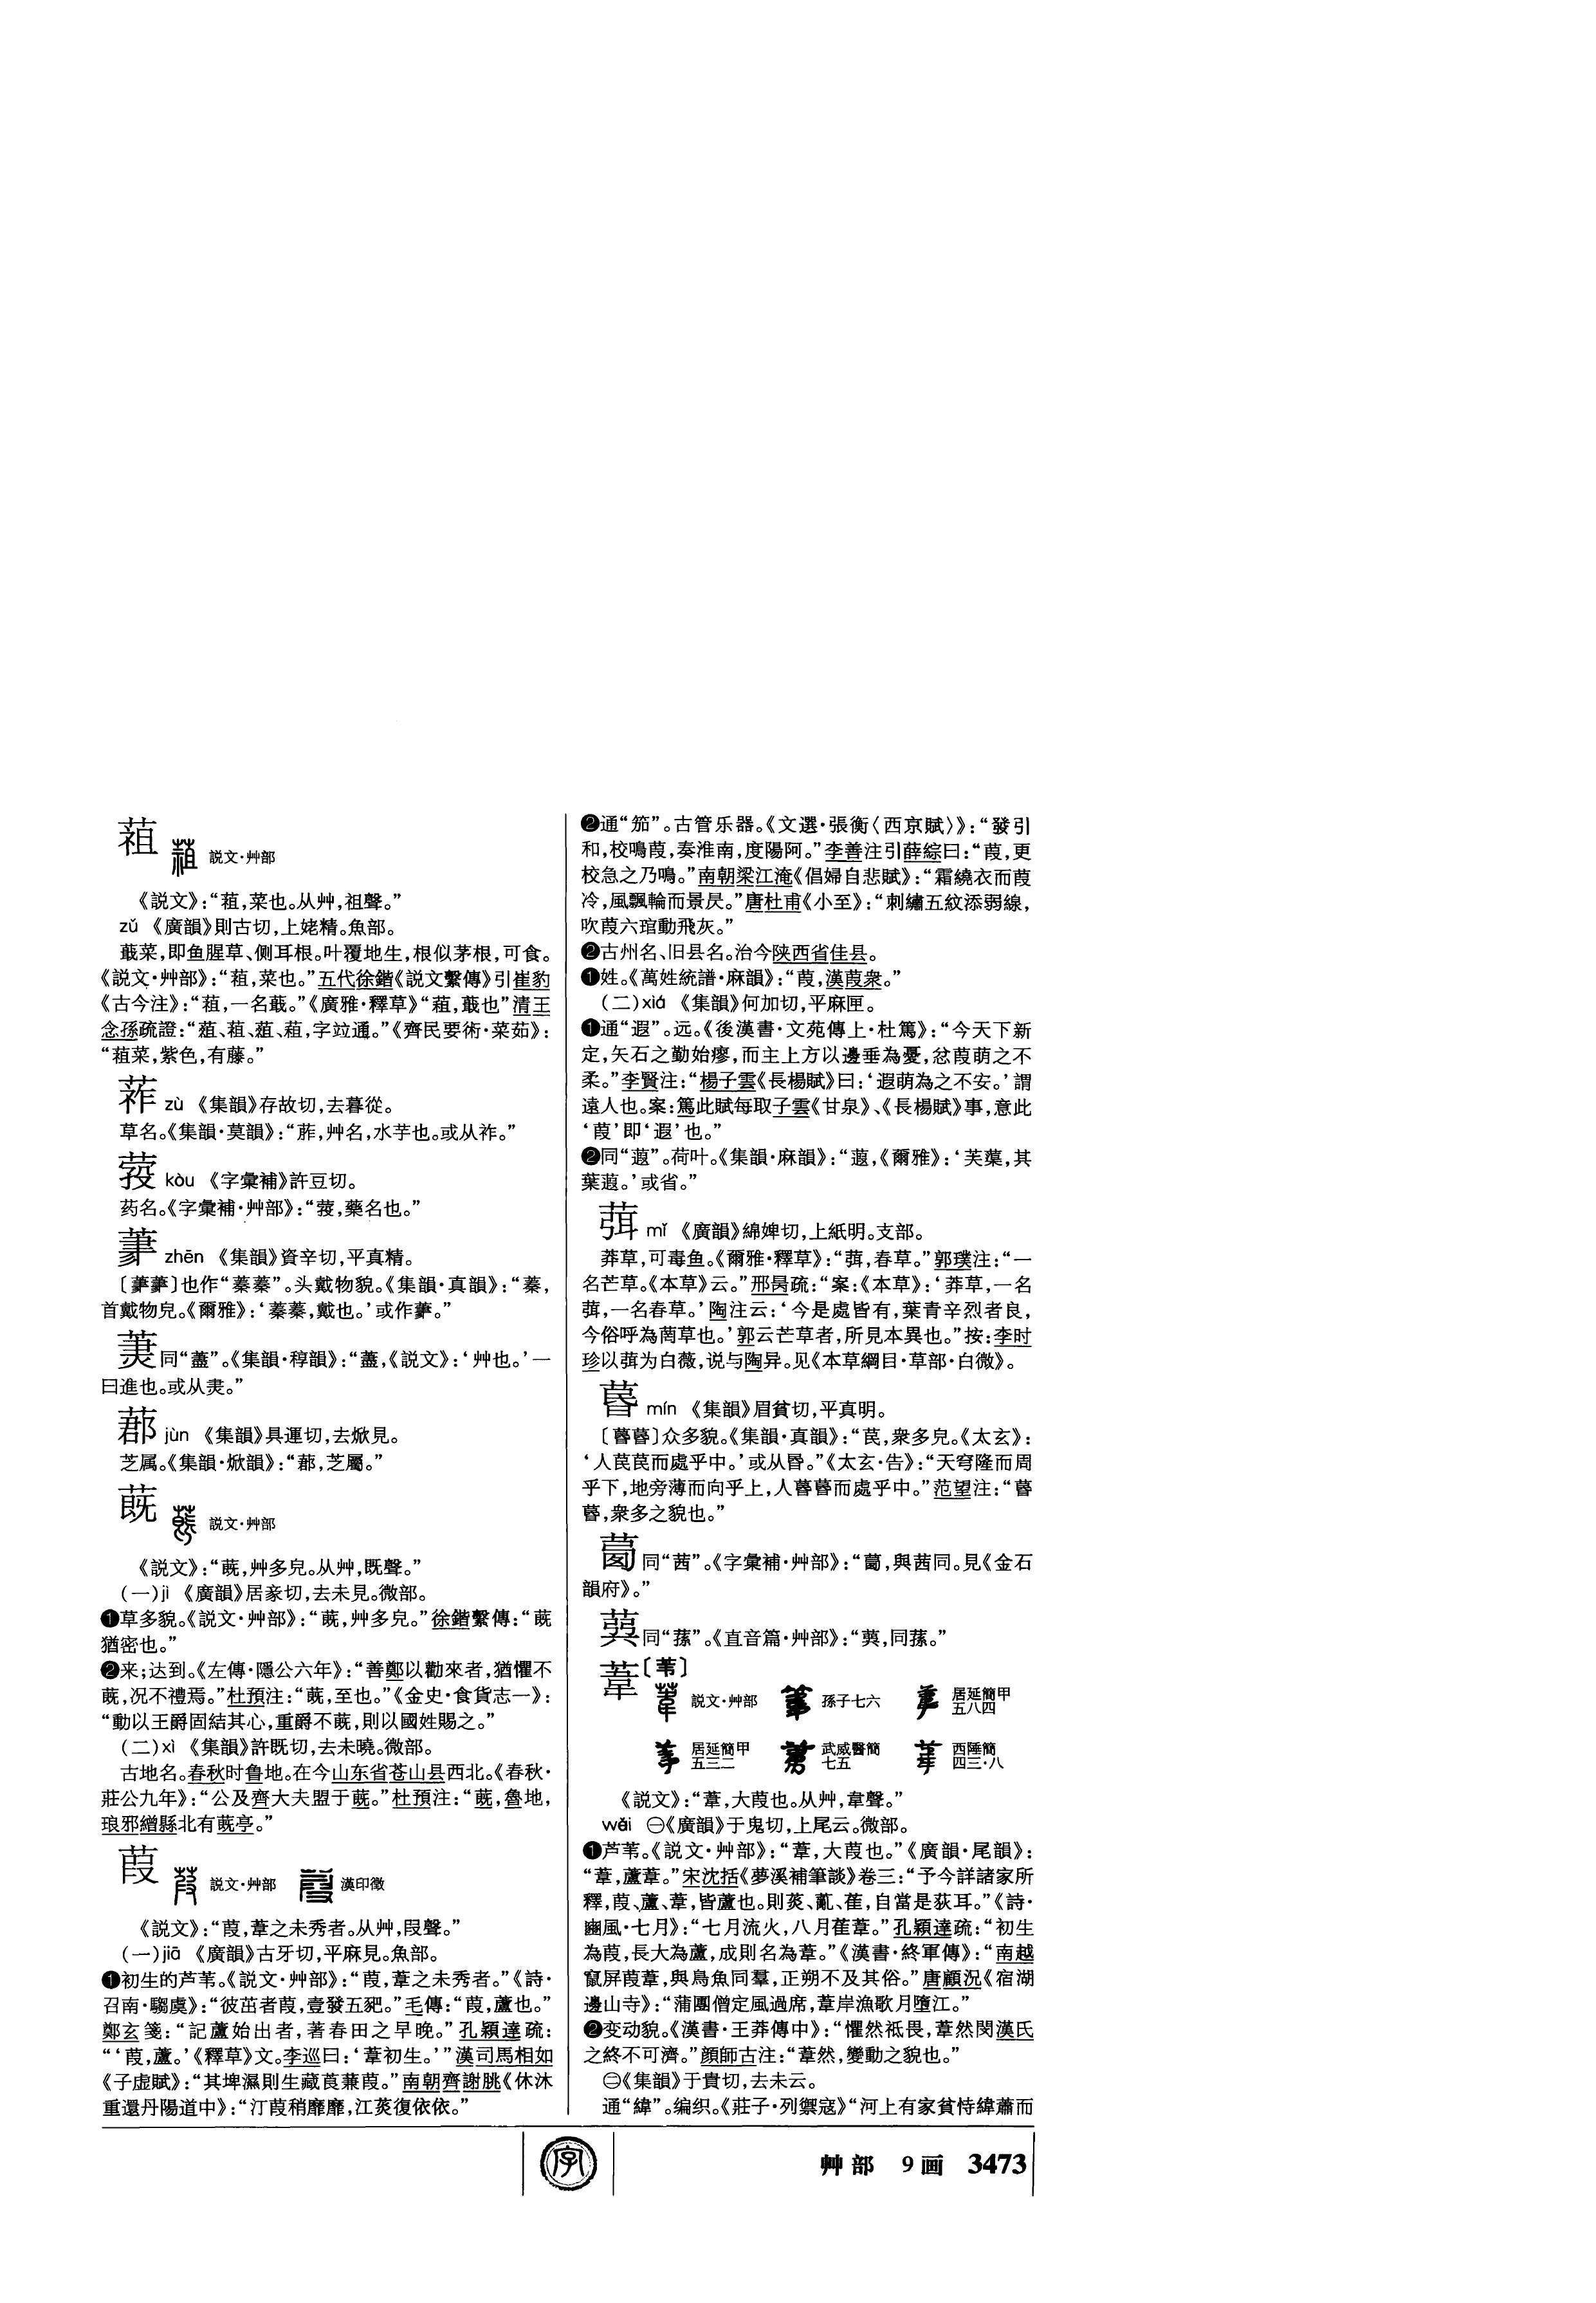 蒩 説文·艸部
《説文》：“蒩，菜也。从艸，祖聲。”
zǔ 《廣韻》則古切，上姥精。魚部。
蕺菜，即鱼腥草、侧耳根。叶覆地生，根似茅根，可食。
《説文·艸部》：“蒩，菜也。”五代徐鍇《説文繫傳》引崔豹
《古今注》：“蒩，一名蕺。”《廣雅·釋草》“蒩，蕺也”清王
念孫疏證：字竝通。”《齊民要術·菜茹》：
“蒩菜，紫色，有藤。”
zù 《集韻》存故切，去暮從。
草名。《集韻·莫韻》：艸名，水芋也。或从祚。”
kòu 《字彙補》許豆切。
药名。《字彙補·艸部》：藥名也。”
zhēn 《集韻》資辛切，平真精。
也作“蓁蓁”。头戴物貌。《集韻·真韻》：“蓁，
首戴物皃。《爾雅》：‘蓁蓁，戴也。’或作
同“藎”。《集韻·稕韻》：“藎，《説文》：‘艸也。’一
曰進也。或从
jùn 《集韻》具運切，去焮見。
芝属。《集韻·焮韻》：芝屬。”
蔇 説文·艸部
《説文》：“蔇，艸多皃。从艸，既聲。”
（一）jì 《廣韻》居豙切，去未見。微部。
❶草多貌。《説文·艸部》：“蔇，艸多皃。”徐鍇繫傳：“蔇
猶密也。”
❷来；达到。《左傳·隱公六年》：“善鄭以勸來者，猶懼不
蔇，况不禮焉。”杜預注：“蔇，至也。”《金史·食貨志一》：
“動以王爵固結其心，重爵不蔇，則以國姓賜之。”
（二）xì 《集韻》許既切，去未曉。微部。
古地名。春秋时鲁地。在今山东省苍山县西北。《春秋·
莊公九年》：“公及齊大夫盟于蔇。”杜預注：“蔇，魯地，
琅邪繒縣北有蔇亭。”
葭 説文·艸部 漢印徵
《説文》：“葭，葦之未秀者。从艸，叚聲。”
（一）jiā 《廣韻》古牙切，平麻見。魚部。
❶初生的芦苇。《説文·艸部》：“葭，葦之未秀者。”《詩·
召南·騶虞》：“彼茁者葭，壹發五豝。”毛傳：“葭，蘆也。”
鄭玄箋：“記蘆始出者，著春田之早晚。”孔穎達疏：
“‘葭，蘆。’《釋草》文。李巡曰：‘葦初生。’”漢司馬相如
《子虚賦》：“其埤濕則生藏莨蒹葭。”南朝齊謝朓《休沐
重還丹陽道中》：“汀葭稍靡靡，江菼復依依。”
❷通“笳”。古管乐器。《文選·張衡〈西京賦〉》：“發引
和，校鳴葭，奏淮南，度陽阿。”李善注引薛綜曰：“葭，更
校急之乃鳴。”南朝梁江淹《倡婦自悲賦》：“霜繞衣而葭
冷，風飄輪而景昃。”唐杜甫《小至》：“刺繡五紋添弱線，
吹葭六琯動飛灰。”
❷古州名、旧县名。治今陕西省佳县。
❶姓。《萬姓統譜·麻韻》：“葭，漢葭衆。”
（二）xiá 《集韻》何加切，平麻匣。
❶通“遐”。远。《後漢書·文苑傳上·杜篤》：“今天下新
定，矢石之勤始瘳，而主上方以邊垂為憂，忿葭萌之不
柔。”李賢注：“楊子雲《長楊賦》曰：‘遐萌為之不安。’謂
遠人也。案：篤此賦每取子雲《甘泉》、《長楊賦》事，意此
‘葭’即‘遐’也。”
❷同“蕸”。荷叶。《集韻·麻韻》：“蕸，《爾雅》：‘芙蕖，其
葉蕸。’或省。”
葞 mǐ 《廣韻》綿婢切，上紙明。支部。
莽草，可毒鱼。《爾雅·釋草》：“葞，春草。”郭璞注：“一
名芒草。《本草》云。”邢昺疏：“案：《本草》：‘莽草，一名
葞，一名春草。’陶注云：‘今是處皆有，葉青辛烈者良，
今俗呼為菵草也。’郭云芒草者，所見本異也。”按：李时
珍以葞为白薇，说与陶异。见《本草綱目·草部·白微》。
mín 《集韻》眉貧切，平真明。
众多貌。《集韻·真韻》：“苠，衆多皃。《太玄》：
‘人苠苠而處乎中。’或从昬。”《太玄·告》：“天穹隆而周
乎下，地旁薄而向乎上，人而處乎中。”范望注：
衆多之貌也。”
同“茜”。《字彙補·艸部》：與茜同。見《金石
韻府》。”
同“蓀”。《直音篇·艸部》：同蓀。”
葦〔苇〕
説文·艸部 孫子七六 居延簡甲五八四
居延簡甲五三二 武威醫簡七五 西陲簡四三·八
《説文》：“葦，大葭也。从艸，韋聲。”
wěi ㊀《廣韻》于鬼切，上尾云。微部。
❶芦苇。《説文·艸部》：“葦，大葭也。”《廣韻·尾韻》：
“葦，蘆葦。”宋沈括《夢溪補筆談》卷三：“予今詳諸家所
釋，葭、蘆、葦，皆蘆也。則菼、薍、萑，自當是荻耳。”《詩·
豳風·七月》：“七月流火，八月萑葦。”孔穎達疏：“初生
為葭，長大為蘆，成則名為葦。”《漢書·終軍傳》：“南越
竄屏葭葦，與鳥魚同羣，正朔不及其俗。”唐顧況《宿湖
邊山寺》：“蒲團僧定風過席，葦岸漁歌月墮江。”
❷变动貌。《漢書·王莽傳中》：“懼然祇畏，葦然閔漢氏
之終不可濟。”顔師古注：“葦然，變動之貌也。”
㊁《集韻》于貴切，去未云。
通“緯”。编织。《莊子·列禦寇》“河上有家貧恃緯蕭而
字
艸部 9画 3473